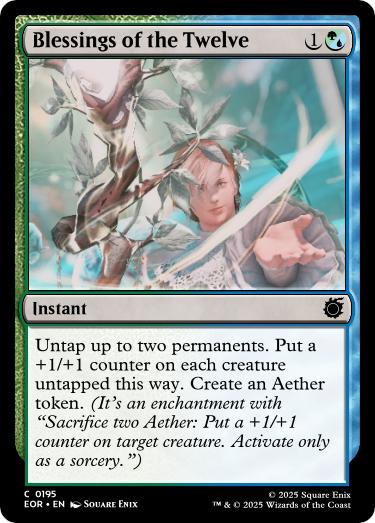 Blessings of the Twelve 1
Instant
Untap up to two permanents. Put a
+1/+1 counter on each creature
untapped this way. Create an Aether
token. (It's an enchantment with
“Sacrifice two Aether: Put a +1/+1
counter on target creature. Activate only
as a sorcery.”)
C 0195
EOR • EN SQUARE ENIX
© 2025 Square Enix
™ & © 2025 Wizards of the Coast